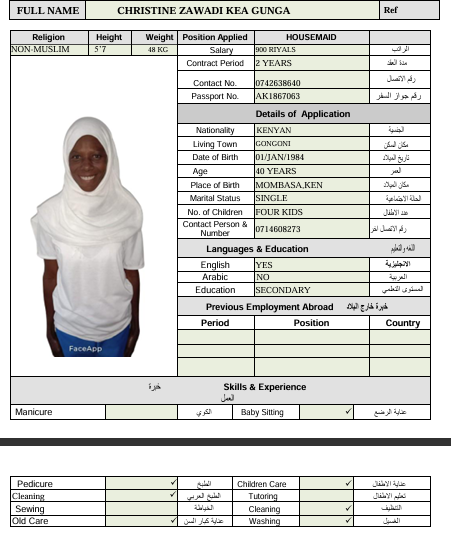 FULL NAME CHRISTINE ZAWADI KEA GUNGA Ref
Religion Height Weight Position Applied HOUSEMAID
NON-MUSLIM 5'7 48 KG Salary 900 RIYALS الراتب
Contract Period 2 YEARS مدة العقد
Contact No. 0742638640 رقم الاتصال
Passport No. AK1867063 رقم جواز السفر
Details of Application
Nationality KENYAN الجنسية
Living Town GONGONI مكان السكن
Date of Birth 01/JAN/1984 تاريخ الميلاد
Age 40 YEARS العمر
Place of Birth MOMBASA,KEN مكان الميلاد
Marital Status SINGLE الحالة الاجتماعية
No. of Children FOUR KIDS عدد الاطفال
Contact Person & Number 0714608273 رقم الاتصال اخر
Languages & Education اللغه والتعليم
English YES الانجليزية
Arabic NO العربية
Education SECONDARY المستوى التعلمي
Previous Employment Abroad خبرة خارج البلاد
Period Position Country
FaceApp
خبرة Skills & Experience
العمل
Manicure الكوي Baby Sitting ✓ عناية الرضع
Pedicure ✓ الطبخ Children Care ✓ عناية الاطفال
Cleaning ✓ الطبخ العربي Tutoring تعليم الاطفال
Sewing الخياطة Cleaning ✓ التنظيف
Old Care ✓ عناية كبار السن Washing ✓ الغسيل